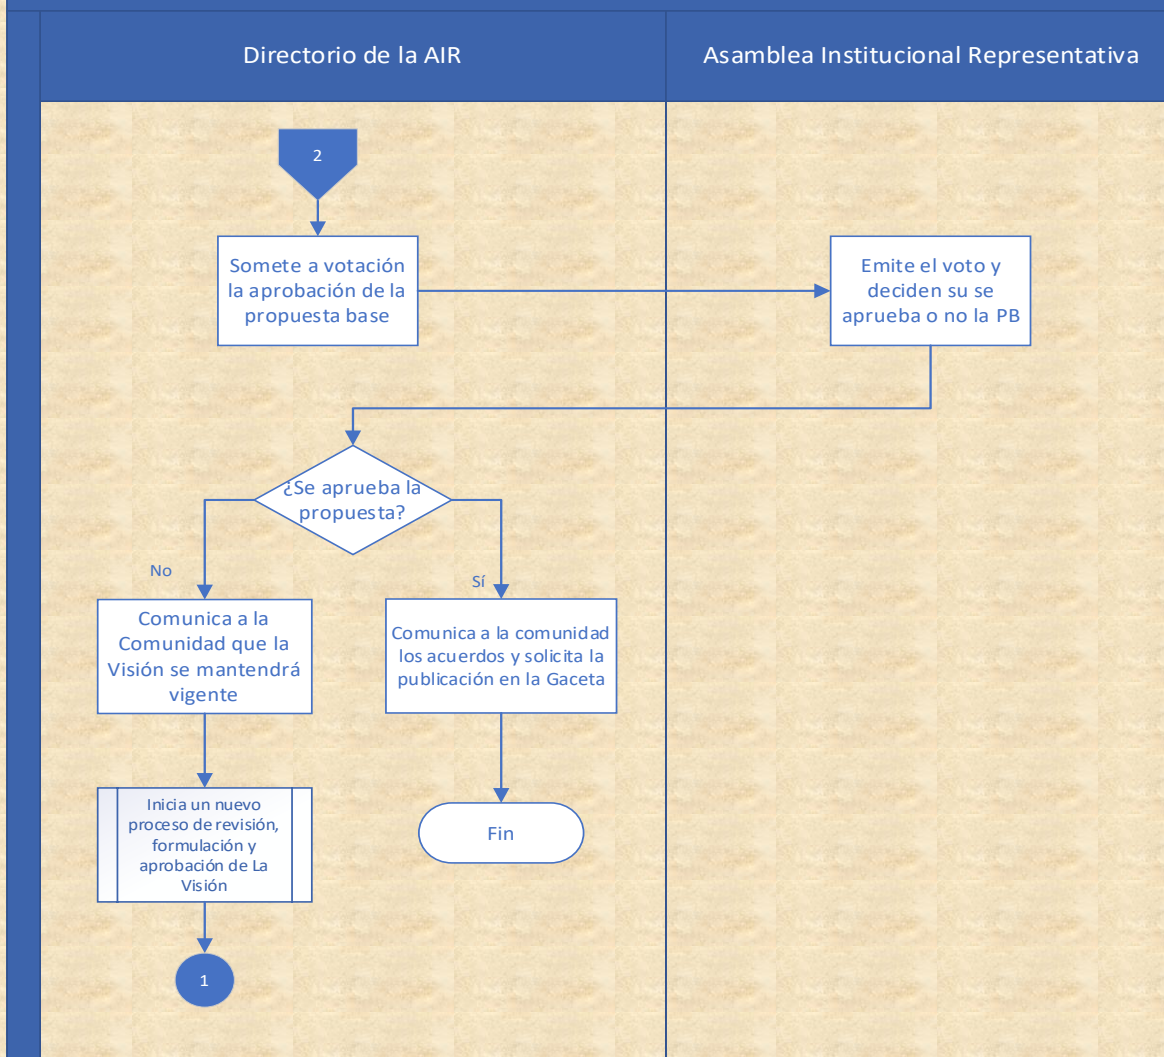 Directorio de la AIR
Asamblea Institucional Representativa
2
Somete a votación
la aprobación de la
propuesta base
Emite el voto y
deciden su se
aprueba o no la PB
¿Se aprueba la
propuesta?
No
Sí
Comunica a la
Comunidad que la
Visión se mantendrá
vigente
Comunica a la comunidad
los acuerdos y solicita la
publicación en la Gaceta
Inicia un nuevo
proceso de revisión,
formulación y
aprobación de La
Visión
Fin
1